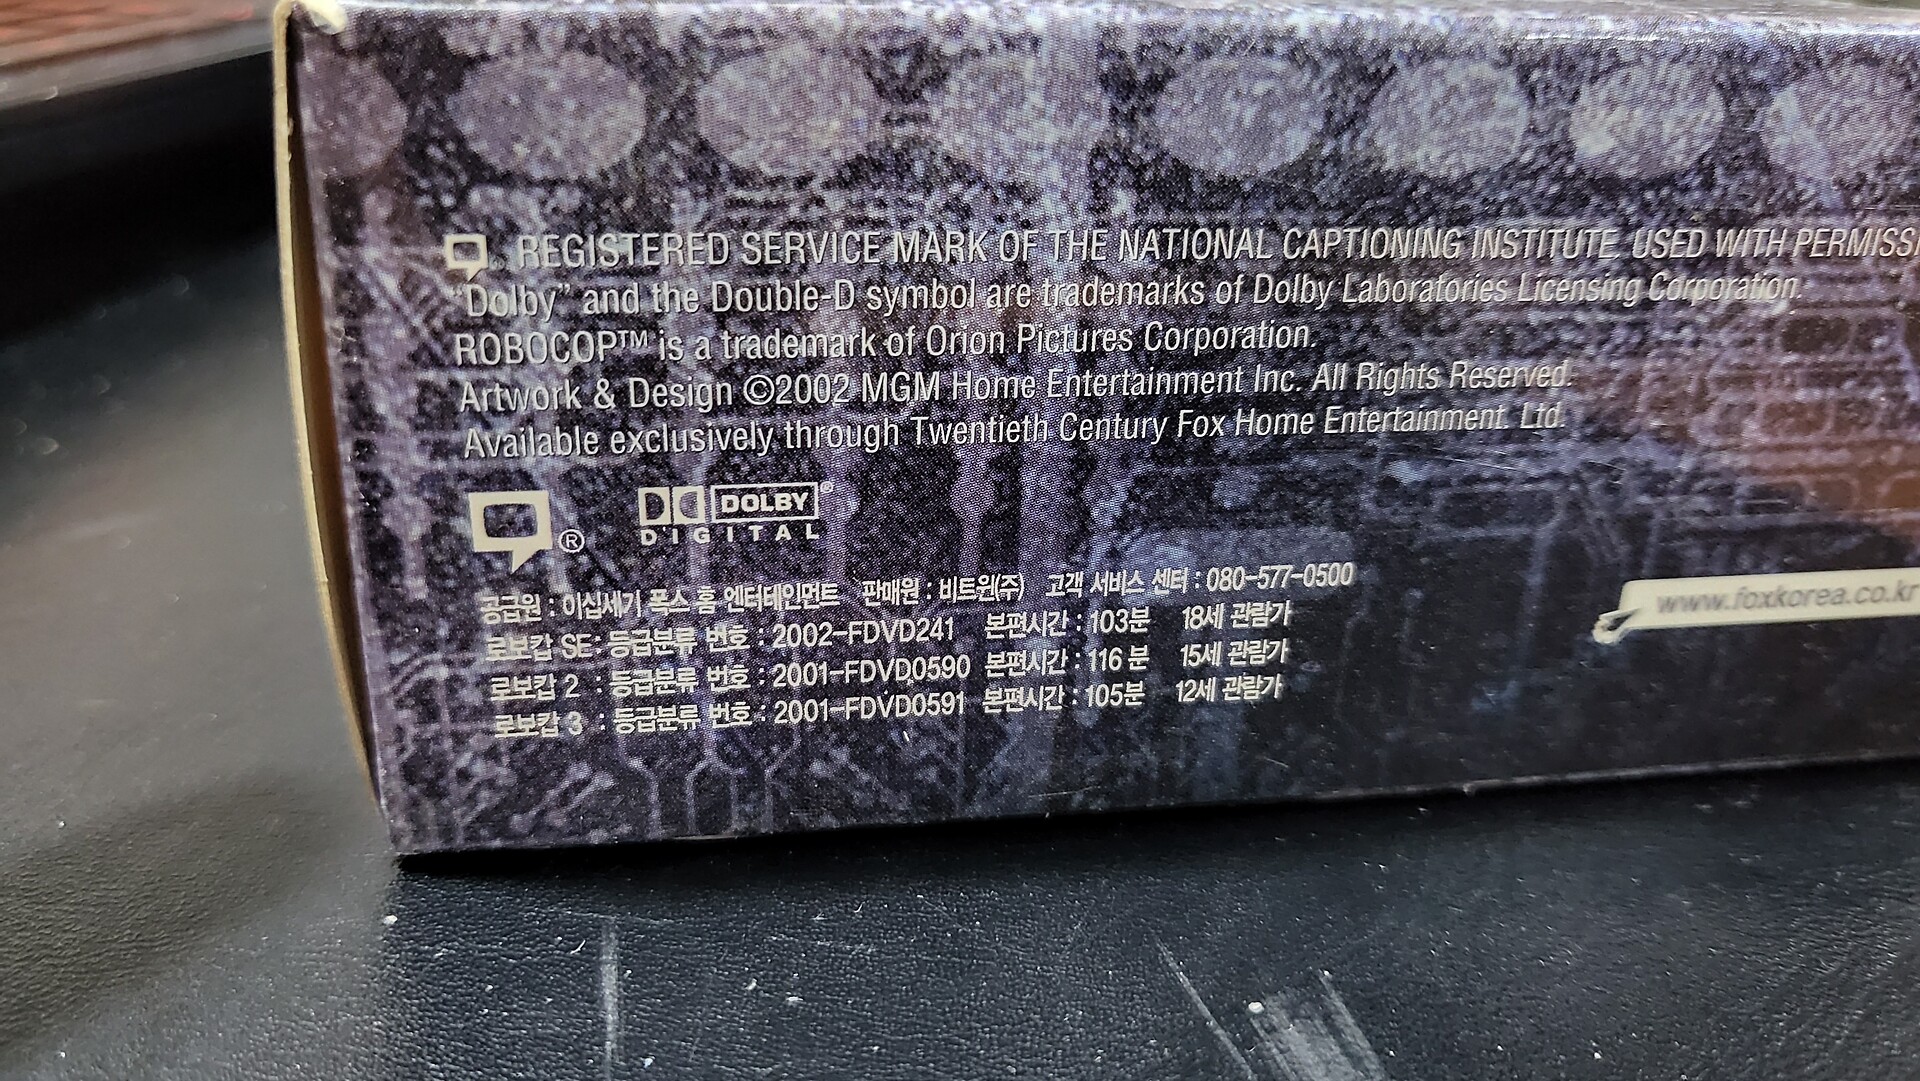 ® REGISTERED SERVICE MARK OF THE NATIONAL CAPTIONING INSTITUTE. USED WITH PERMISSI
"Dolby" and the Double-D symbol are trademarks of Dolby Laboratories Licensing Corporation.
ROBOCOP™ is a trademark of Orion Pictures Corporation.
Artwork & Design ©2002 MGM Home Entertainment Inc. All Rights Reserved.
Available exclusively through Twentieth Century Fox Home Entertainment. Ltd.
® DOLBY®
DIGITAL
공급원 : 이십세기 폭스 홈 엔터테인먼트 판매원 : 비트윈(주) 고객 서비스 센터 : 080-577-0500
로보캅 SE : 등급분류 번호 : 2002-FDVD241 본편시간 : 103분 18세 관람가
로보캅 2 : 등급분류 번호 : 2001-FDVD0590 본편시간 : 116 분 15세 관람가
로보캅 3 : 등급분류 번호 : 2001-FDVD0591 본편시간 : 105분 12세 관람가
www.foxkorea.co.kr